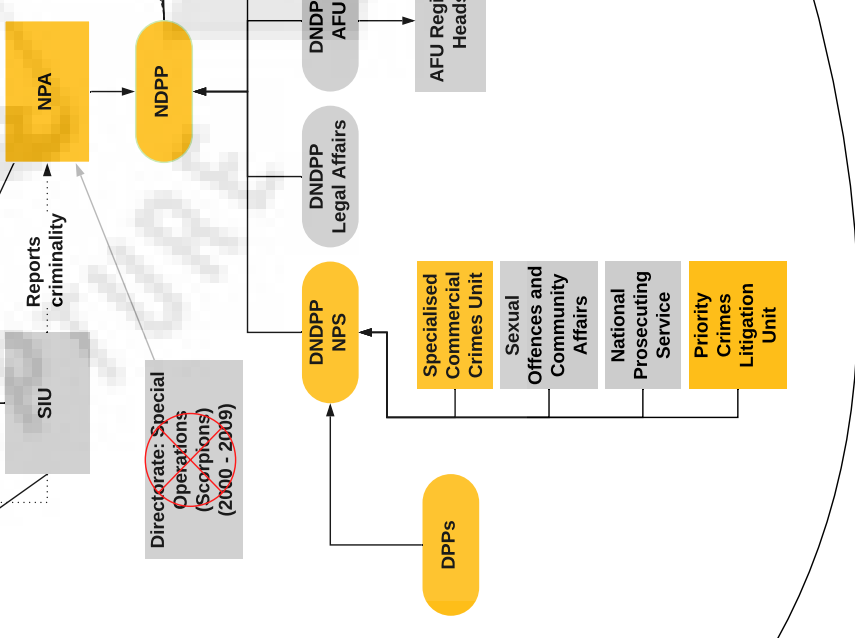 SIU
Reports
criminality
NPA
Directorate: Special
Operations
(Scorpions)
(2000 - 2009)
NDPP
DNDPP
NPS
DNDPP
Legal Affairs
DNDPP
AFU
DPPs
Specialised
Commercial
Crimes Unit
Sexual
Offences and
Community
Affairs
National
Prosecuting
Service
Priority
Crimes
Litigation
Unit
AFU Regi
Heads